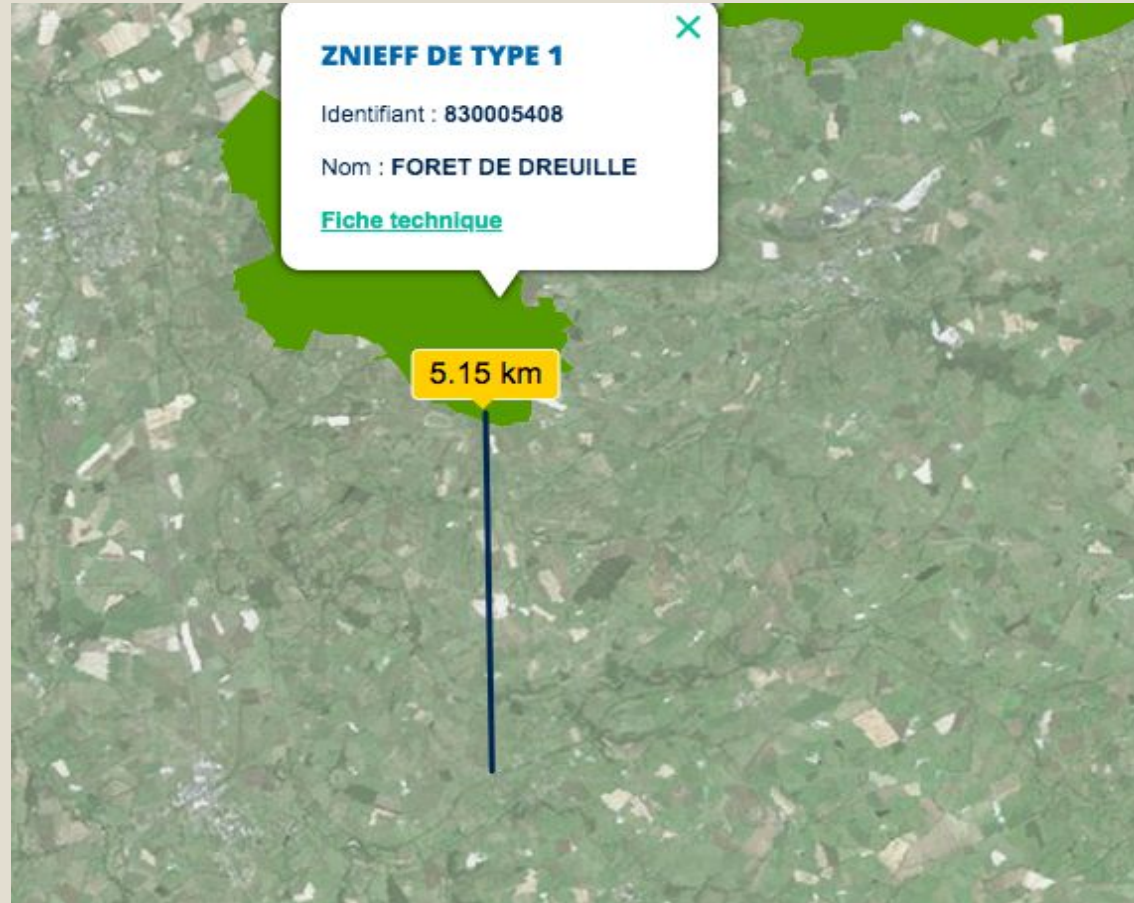 ZNIEFF DE TYPE 1
Identifiant : 830005408
Nom : FORET DE DREUILLE
Fiche technique
5.15 km